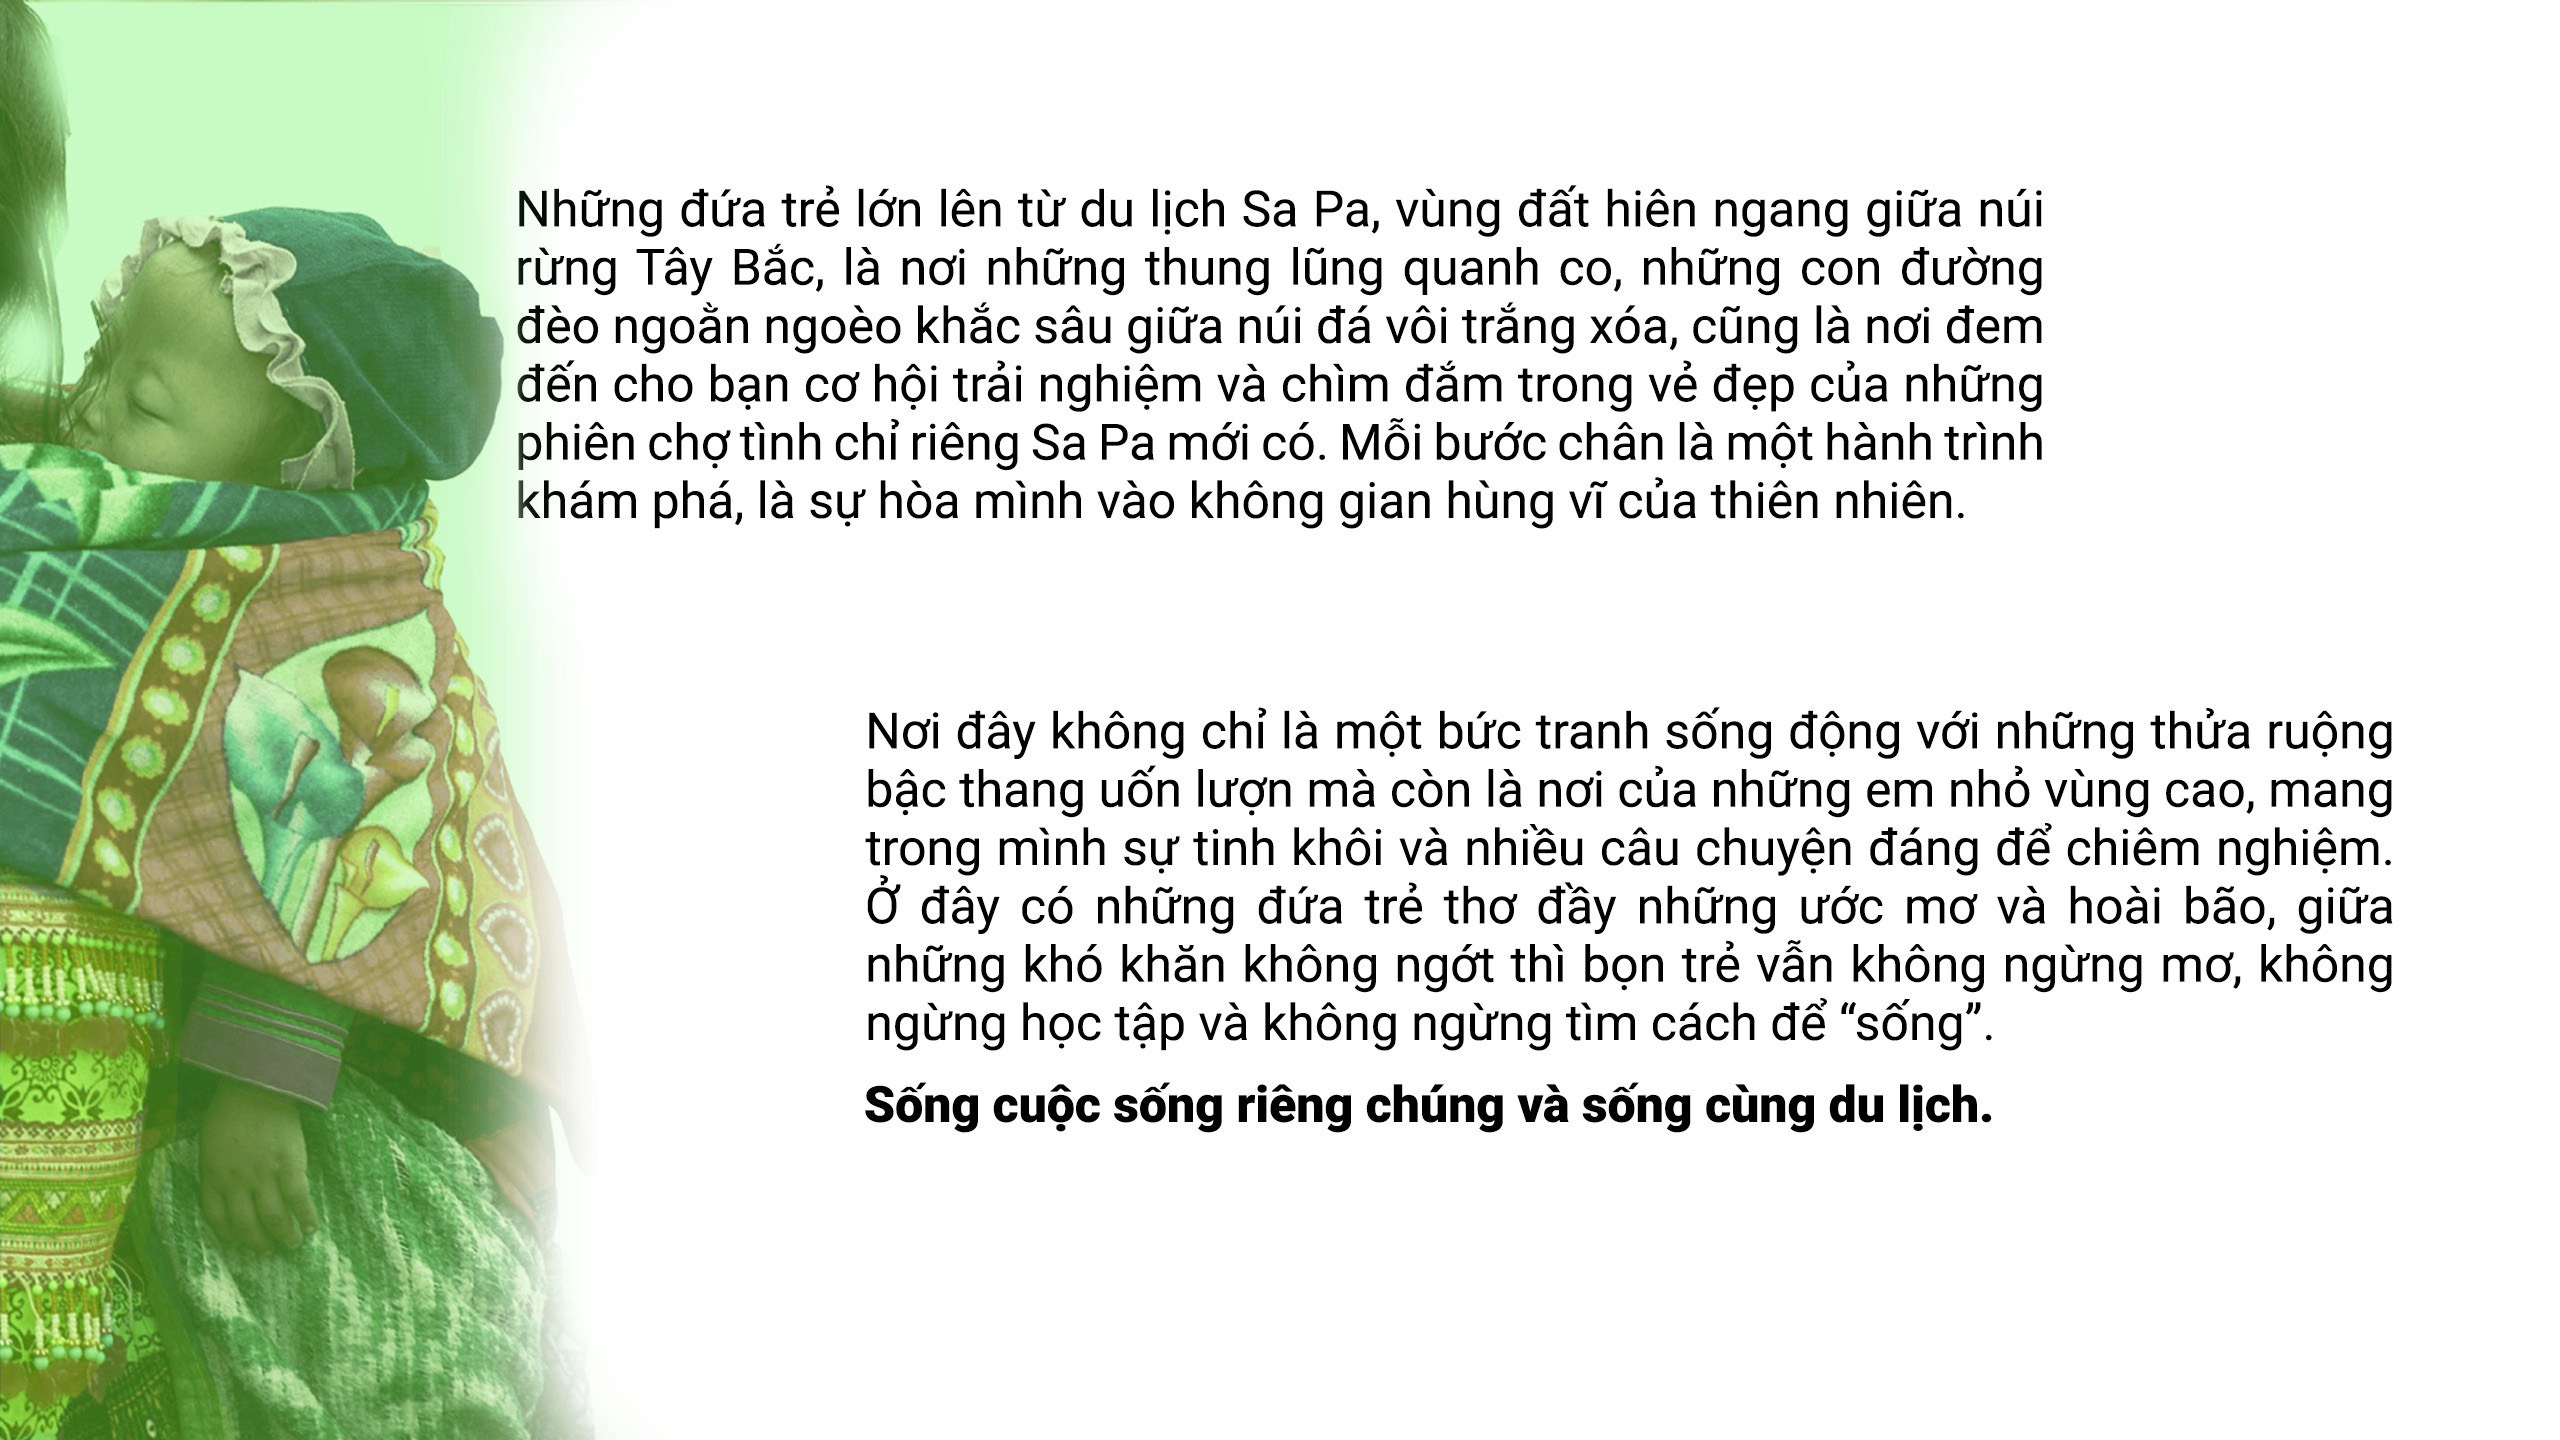 Những đứa trẻ lớn lên từ du lịch Sa Pa, vùng đất hiên ngang giữa núi
rừng Tây Bắc, là nơi những thung lũng quanh co, những con đường
đèo ngoằn ngoèo khắc sâu giữa núi đá vôi trắng xóa, cũng là nơi đem
đến cho bạn cơ hội trải nghiệm và chìm đắm trong vẻ đẹp của những
phiên chợ tình chỉ riêng Sa Pa mới có. Mỗi bước chân là một hành trình
khám phá, là sự hòa mình vào không gian hùng vĩ của thiên nhiên.
Nơi đây không chỉ là một bức tranh sống động với những thửa ruộng
bậc thang uốn lượn mà còn là nơi của những em nhỏ vùng cao, mang
trong mình sự tinh khôi và nhiều câu chuyện đáng để chiêm nghiệm.
Ở đây có những đứa trẻ thơ đầy những ước mơ và hoài bão, giữa
những khó khăn không ngớt thì bọn trẻ vẫn không ngừng mơ, không
ngừng học tập và không ngừng tìm cách để “sống”.
Sống cuộc sống riêng chúng và sống cùng du lịch.